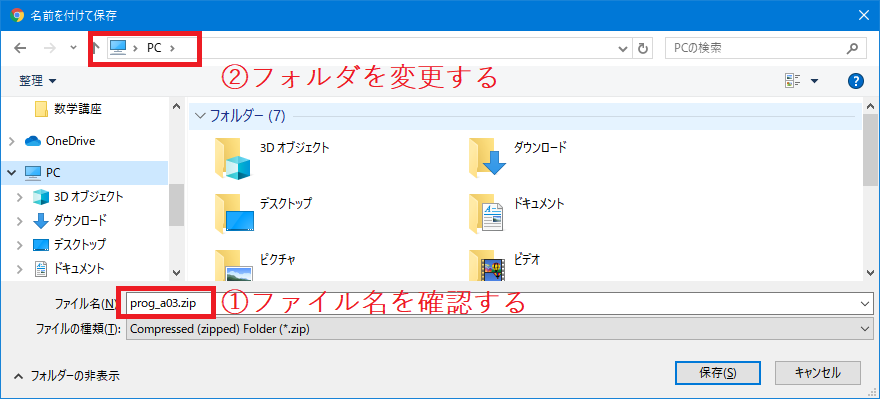 名前を付けて保存
PC
PCの検索
②フォルダを変更する
整理
数学講座
OneDrive
PC
3D オブジェクト
ダウンロード
デスクトップ
ドキュメント
フォルダー (7)
3D オブジェクト
ダウンロード
デスクトップ
ドキュメント
ピクチャ
ビデオ
ファイル名(N):
prog_a03.zip
①ファイル名を確認する
ファイルの種類(T):
Compressed (zipped) Folder (*.zip)
フォルダーの非表示
保存(S)
キャンセル